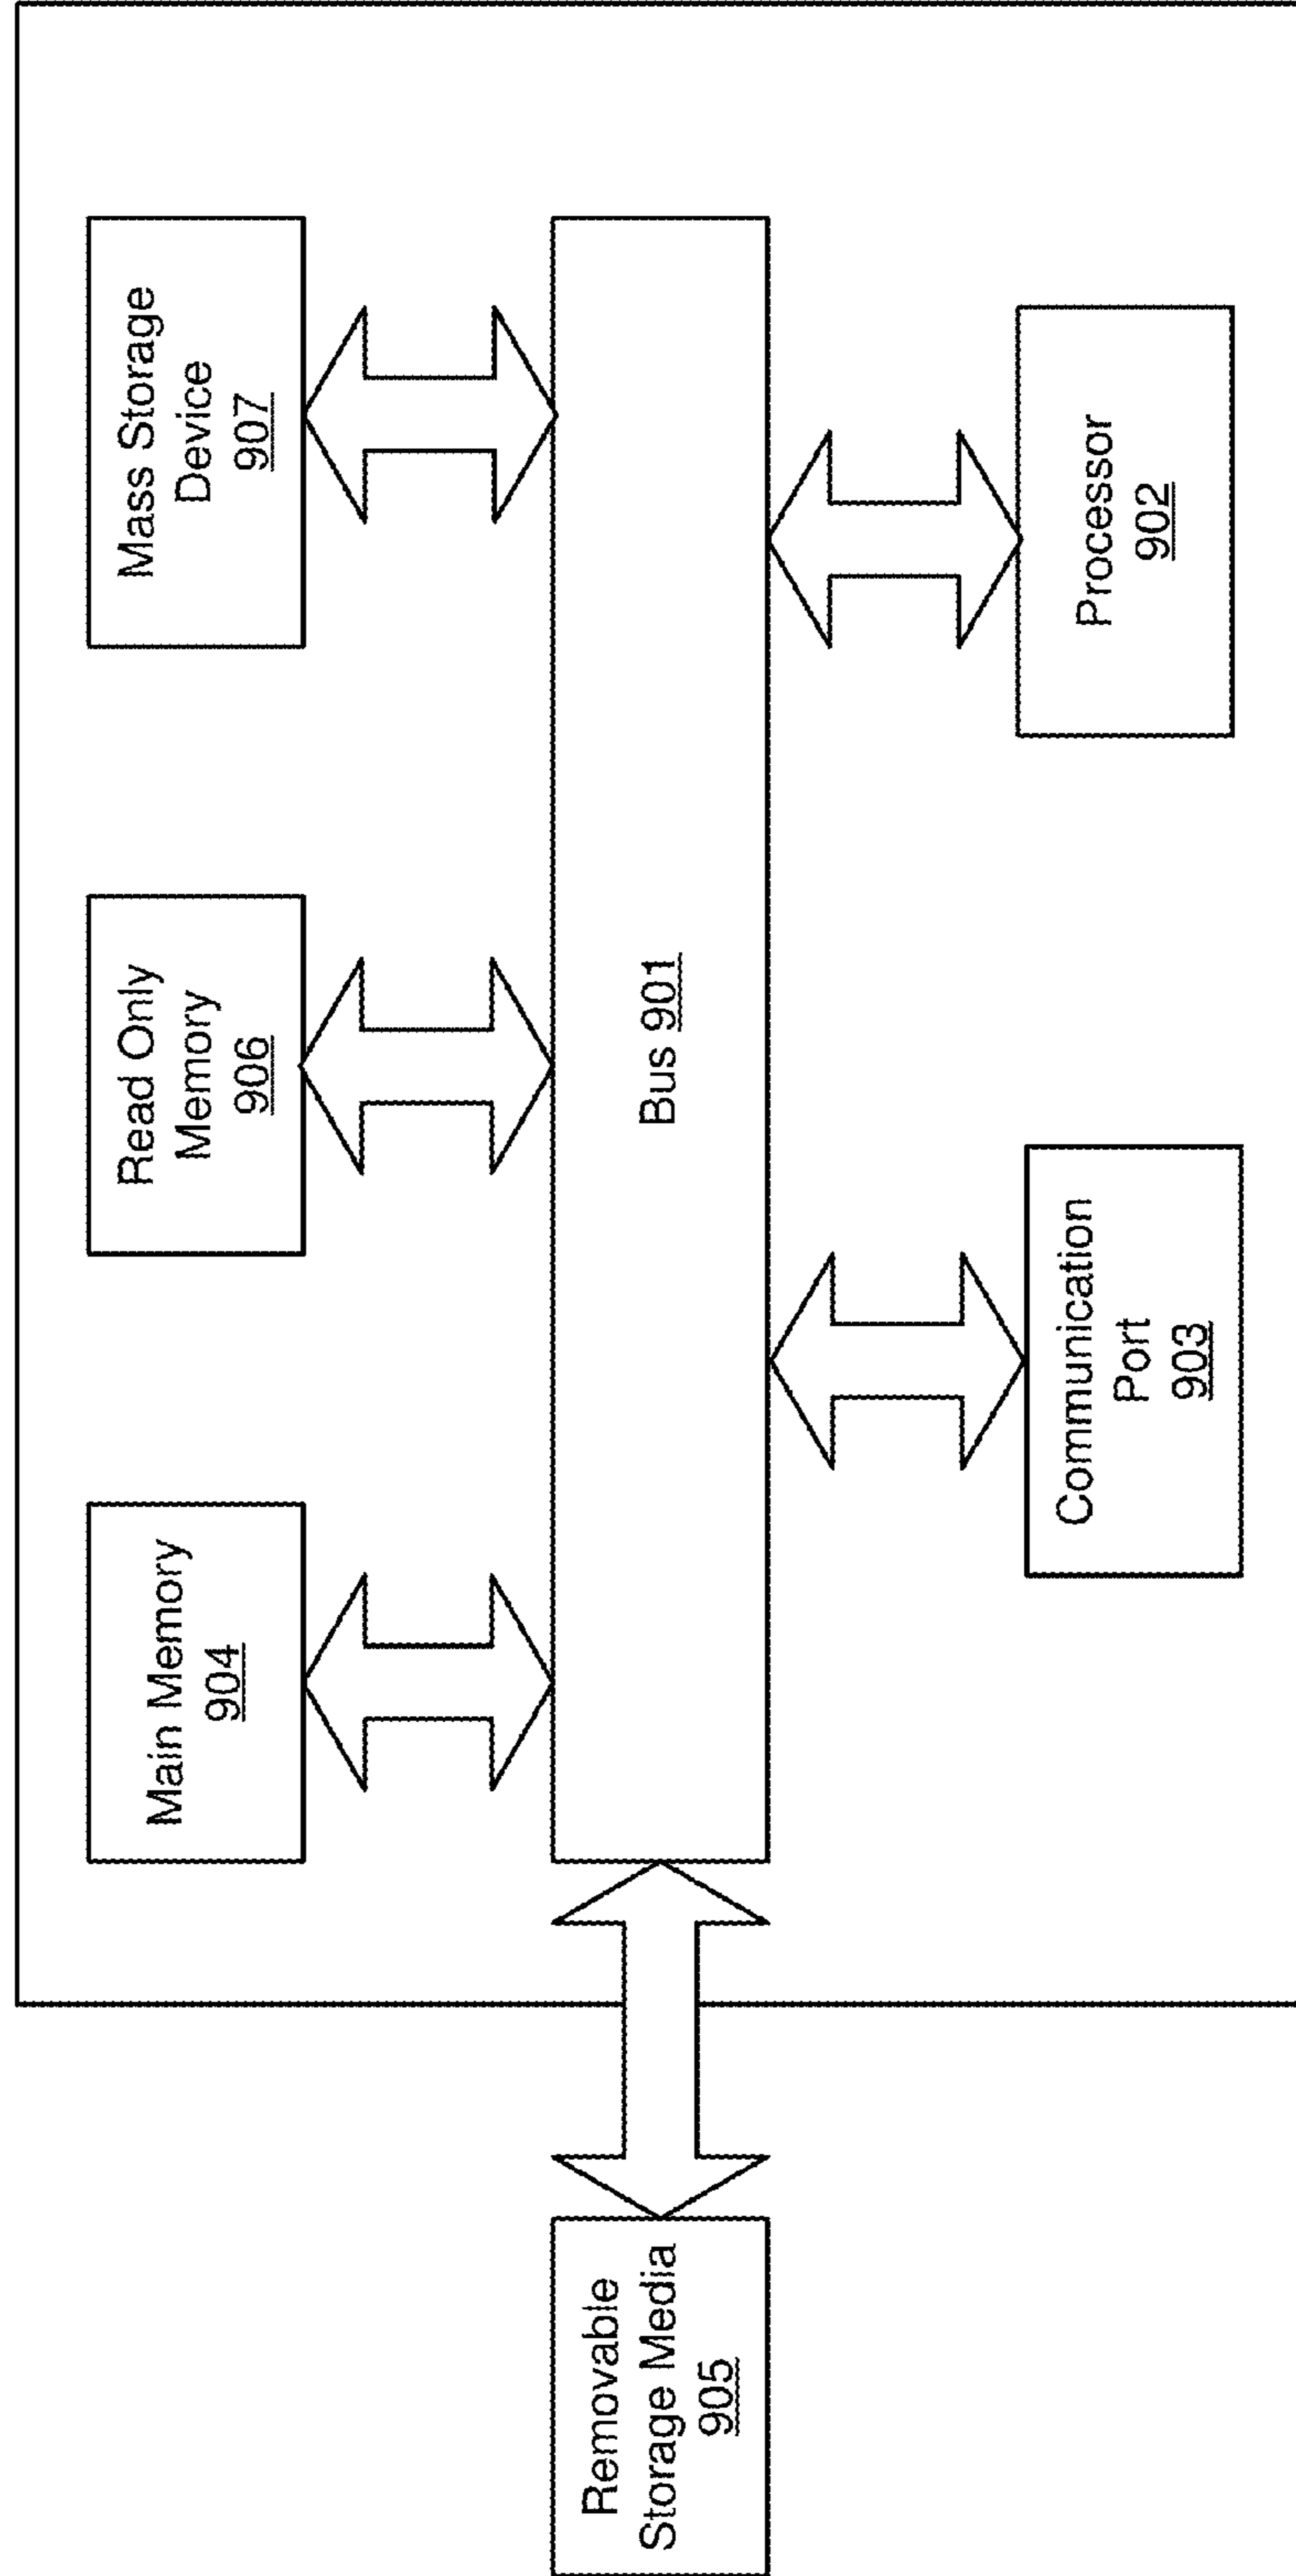 Main Memory
904
Read Only
Memory
906
Mass Storage
Device
907
Removable
Storage Media
905
Bus 901
Communication
Port
903
Processor
902